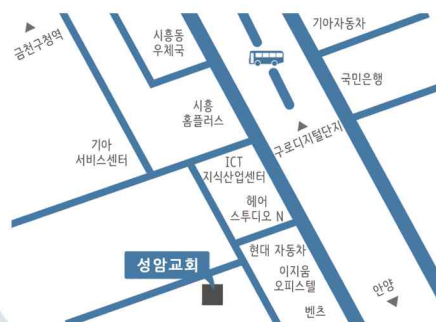 금천구청역
시흥동
우체국
기아자동차
국민은행
시흥
홈플러스
구로디지털단지
기아
서비스센터
ICT
지식산업센터
헤어
스투디오 N
현대 자동차
성암교회
이지움
오피스텔
벤츠
안양